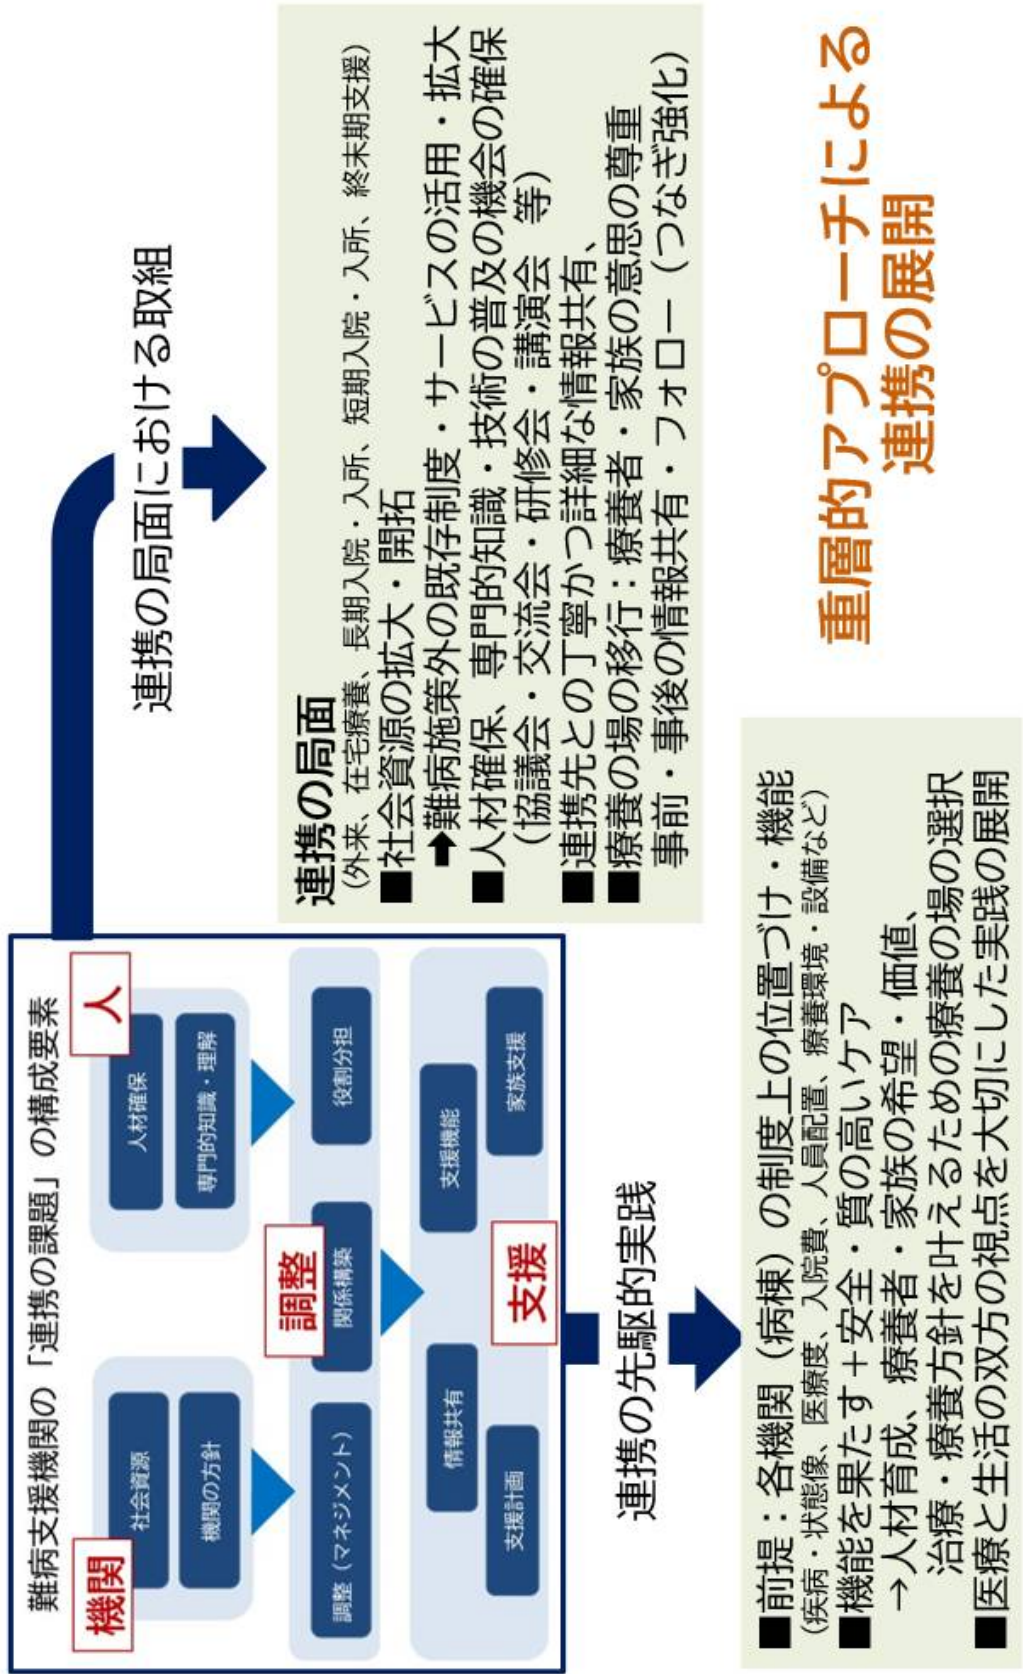 難病支援機関の「連携の課題」の構成要素
機関
社会資源
機関の方針
人
人材確保
専門的知識・理解
調整
調整（マネジメント）
関係構築
役割分担
情報共有
支援機能
支援計画
支援
家族支援
連携の局面における取組
連携の局面
（外来、在宅療養、長期入院・入所、短期入院・入所、終末期支援）
■社会資源の拡大・開拓
➡難病施策外の既存制度・サービスの活用・拡大
■人材確保、専門的知識・技術の普及の機会の確保
（協議会・交流会・研修会・講演会 等）
■連携先との丁寧かつ詳細な情報共有、
■療養の場の移行：療養者・家族の意思の尊重
事前・事後の情報共有・フォロー（つなぎ強化）
連携の先駆的実践
■前提：各機関（病棟）の制度上の位置づけ・機能
（疾病・状態像、医療度、入院費、人員配置、療養環境・設備など）
■機能を果たす＋安全・質の高いケア
→人材育成、療養者・家族の希望・価値、
治療・療養方針を叶えるための療養の場の選択
■医療と生活の双方の視点を大切にした実践の展開
重層的アプローチによる
連携の展開